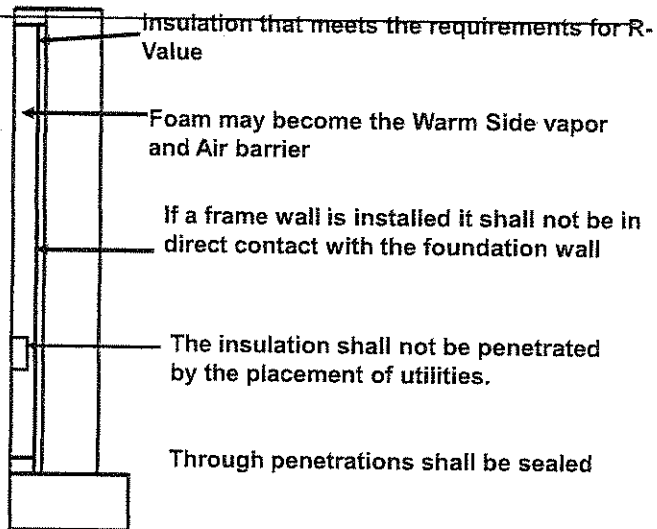 Insulation that meets the requirements for R-
Value
Foam may become the Warm Side vapor
and Air barrier
If a frame wall is installed it shall not be in
direct contact with the foundation wall
The insulation shall not be penetrated
by the placement of utilities.
Through penetrations shall be sealed